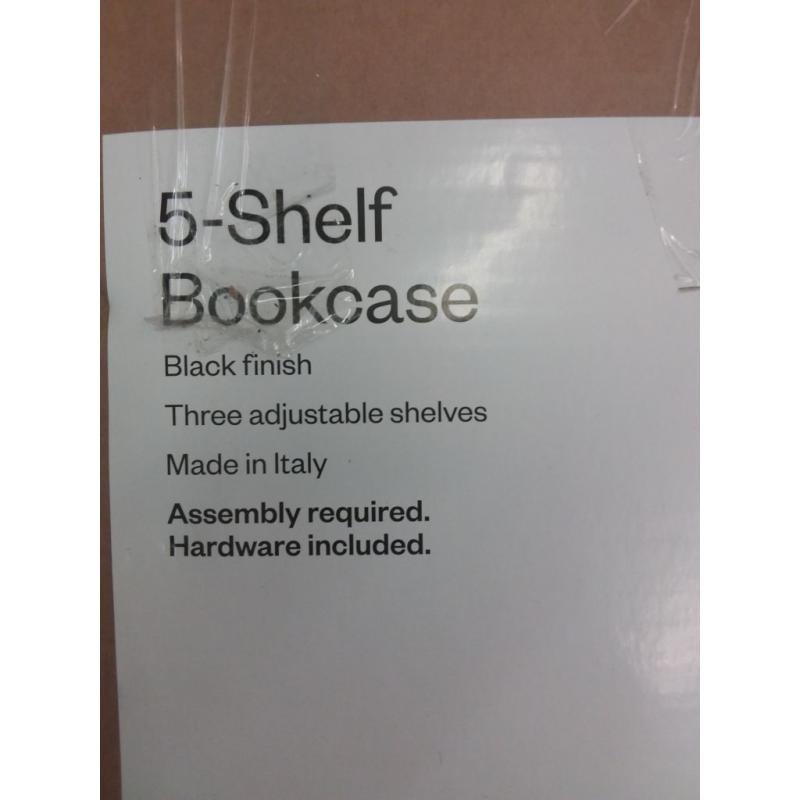 5-Shelf
Bookcase
Black finish
Three adjustable shelves
Made in Italy
Assembly required.
Hardware included.